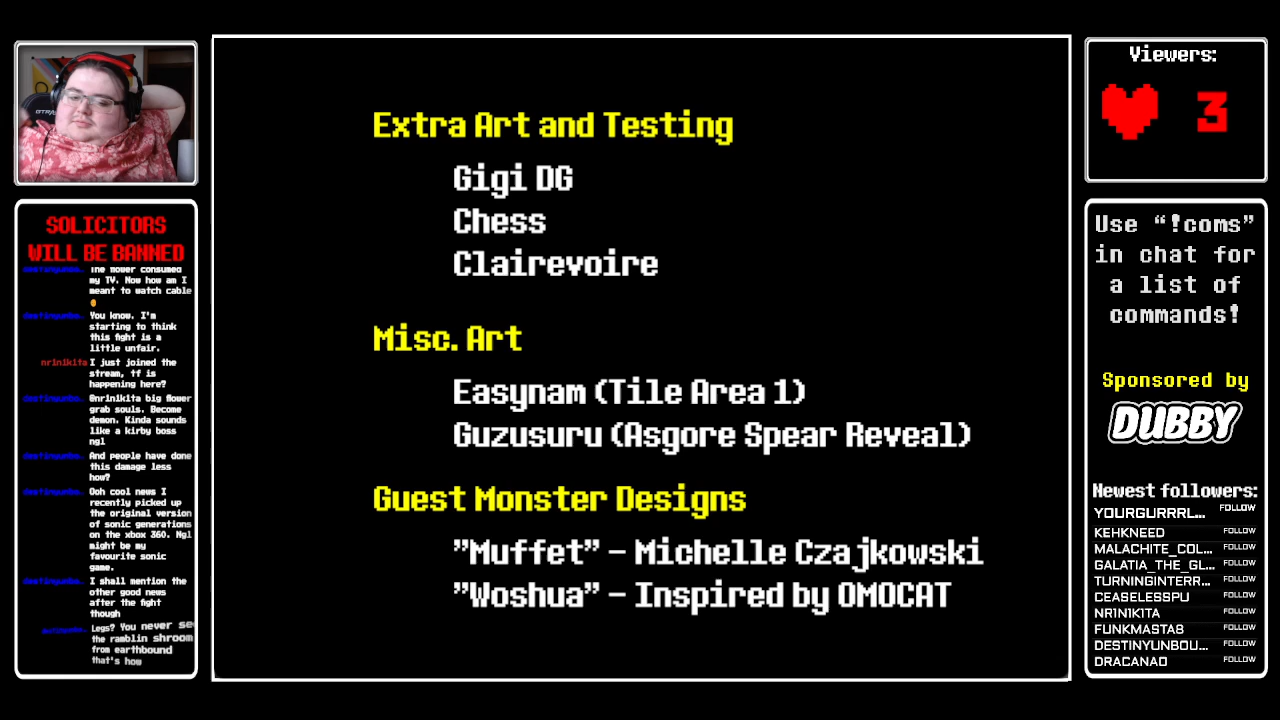 SOLICITORS
WILL BE BANNED
The flower consumed
my TV. Now how am I
meant to watch cable
You know. I'm
starting to think
this fight is a
little unfair.
nr1n1k1ta I just joined the
stream, tf is
happening here?
@nrinikita big flower
grab souls. Become
demon. Kinda sounds
like a kirby boss
ngl
And people have done
this damage less
how?
Ooh cool news I
recently picked up
the original version
of sonic generations
on the xbox 360. Ngl
might be my
favourite sonic
game.
I shall mention the
other good news
after the fight
though
Legs? You never see
the ramblin shroom
from earthbound
that's how
Extra Art and Testing
Gigi DG
Chess
Clairevoire
Misc. Art
Easynam (Tile Area 1)
Guzusuru (Asgore Spear Reveal)
Guest Monster Designs
"Muffet" - Michelle Czajkowski
"Woshua" - Inspired by OMOCAT
Viewers:
3
Use "!coms"
in chat for
a list of
commands!
Sponsored by
DUBBY
Newest followers:
YOURGURRRL... FOLLOW
KEHKNEED FOLLOW
MALACHITE_COL... FOLLOW
GALATIA_THE_GL... FOLLOW
TURNINGINTERR... FOLLOW
CEASELESSPU FOLLOW
NR1N1K1TA FOLLOW
FUNKMASTA8 FOLLOW
DESTINYUNBOU... FOLLOW
DRACANAD FOLLOW